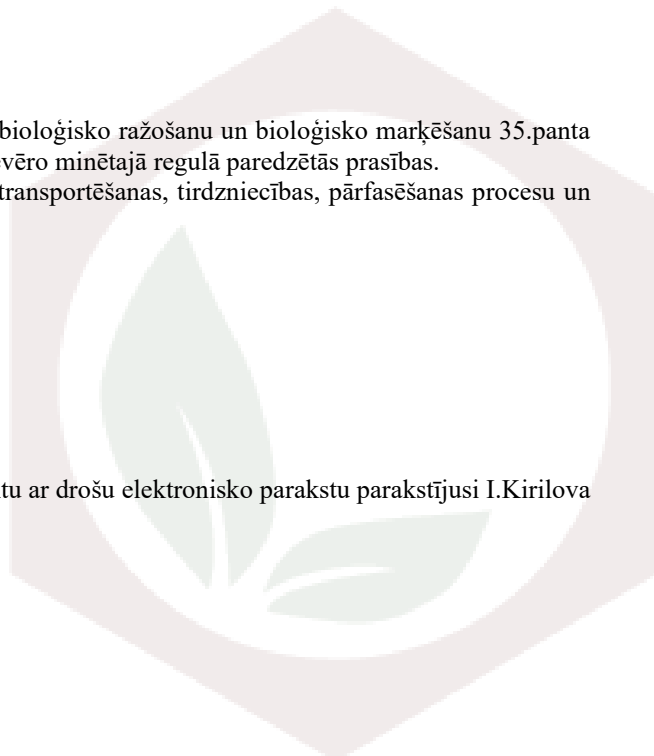 bioloģisko ražošanu un bioloģisko marķēšanu 35.panta
vēro minētajā regulā paredzētās prasības.
transportēšanas, tirdzniecības, pārfasēšanas procesu un
tu ar drošu elektronisko parakstu parakstījusi I.Kirilova